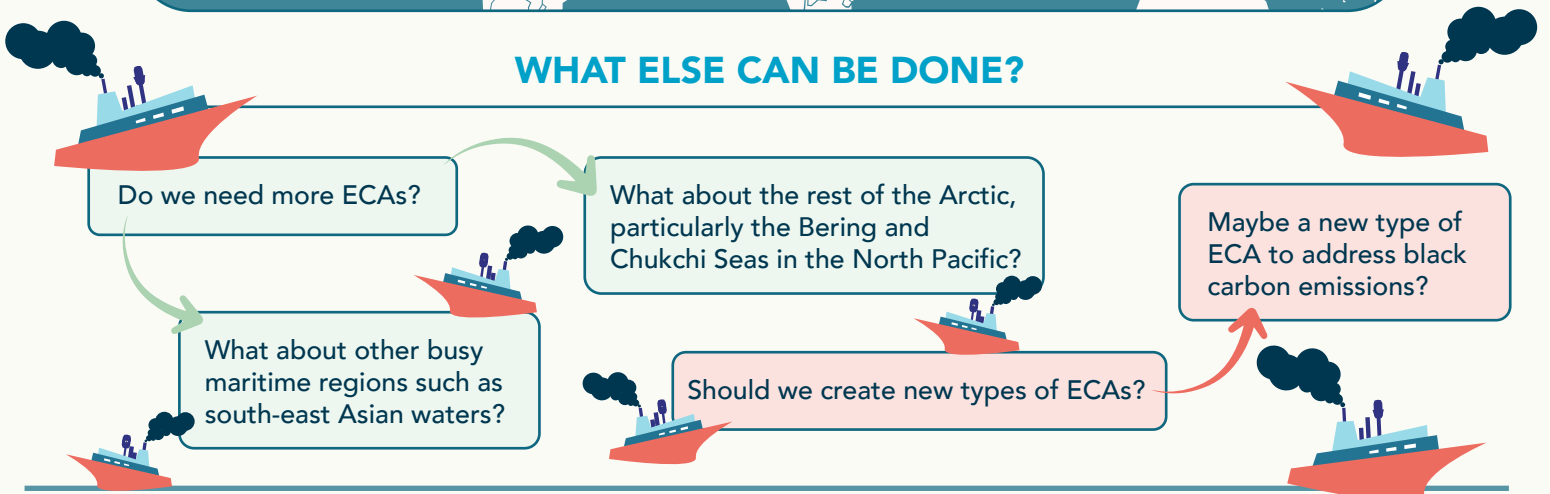 WHAT ELSE CAN BE DONE?
Do we need more ECAs?
What about the rest of the Arctic,
particularly the Bering and
Chukchi Seas in the North Pacific?
What about other busy
maritime regions such as
south-east Asian waters?
Should we create new types of ECAs?
Maybe a new type of
ECA to address black
carbon emissions?